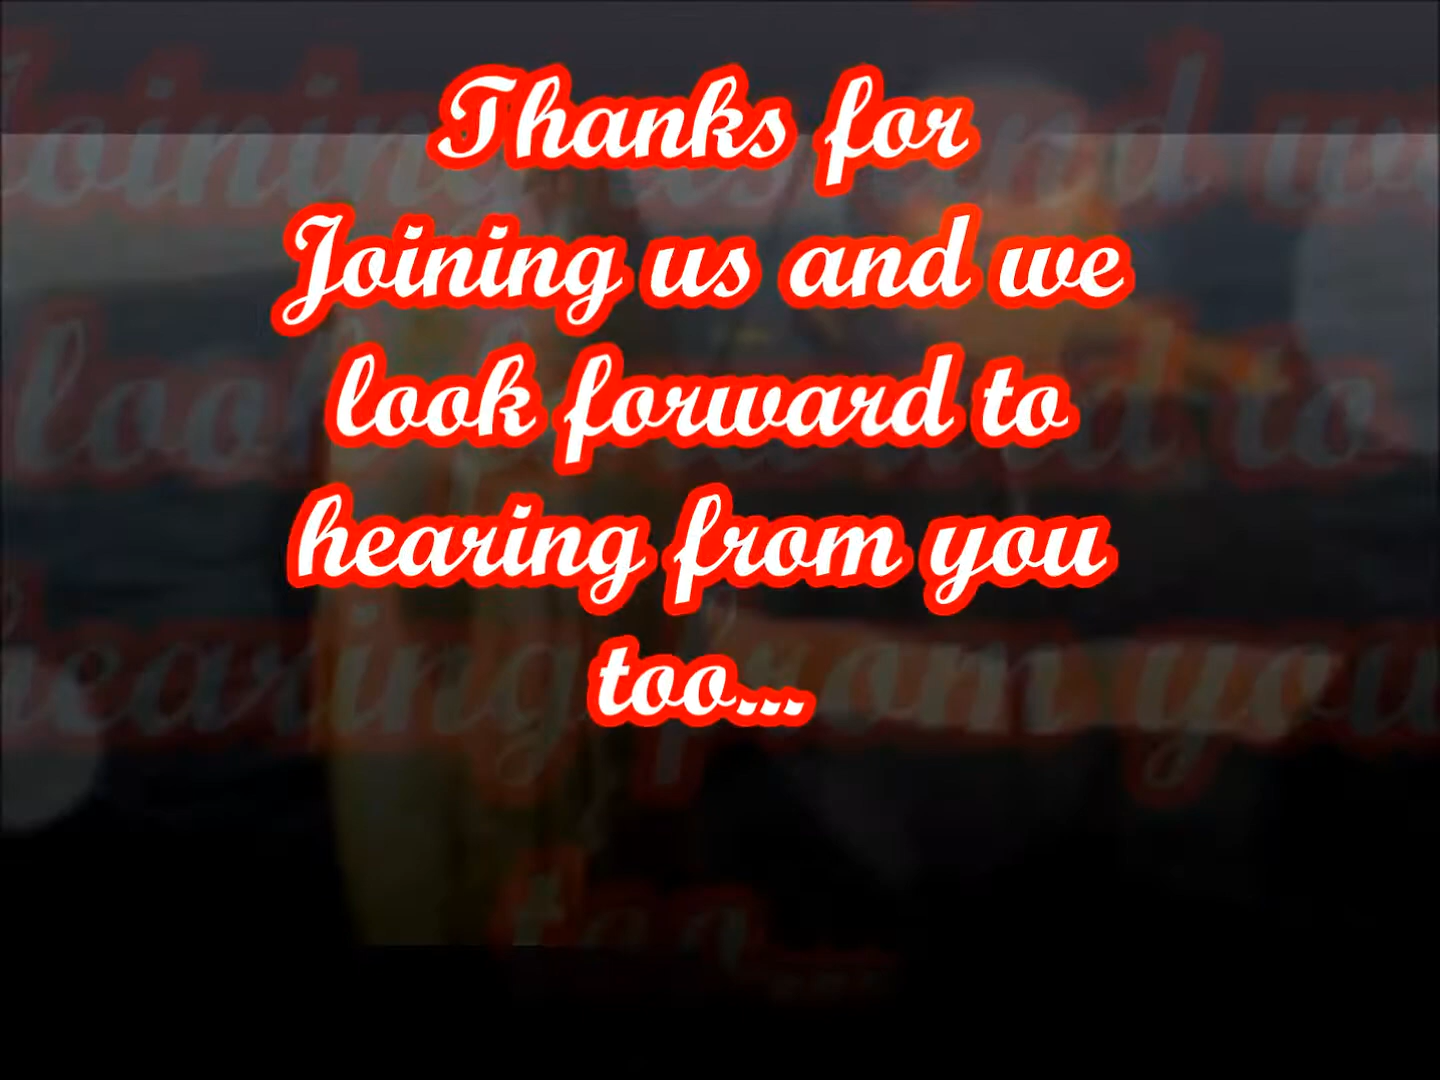 Thanks for
Joining us and we
look forward to
hearing from you
too...